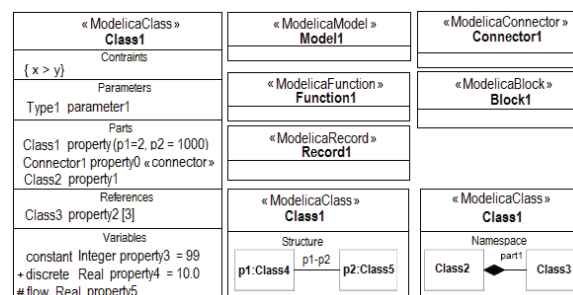 «ModelicaClass»
Class1
Contraints
{ x > y}
Parameters
Type1 parameter1
Parts
Class1 property(p1=2, p2 = 1000)
Connector1 property0 «connector»
Class2 property1
References
Class3 property2 [3]
Variables
constant Integer property3 = 99
+ discrete Real property4 = 10.0
# flow Real property5
«ModelicaModel»
Model1
«ModelicaConnector»
Connector1
«ModelicaFunction»
Function1
«ModelicaBlock»
Block1
«ModelicaRecord»
Record1
«ModelicaClass»
Class1
Structure
p1:Class4
p1-p2
p2:Class5
«ModelicaClass»
Class1
Namespace
Class2
part1
Class3